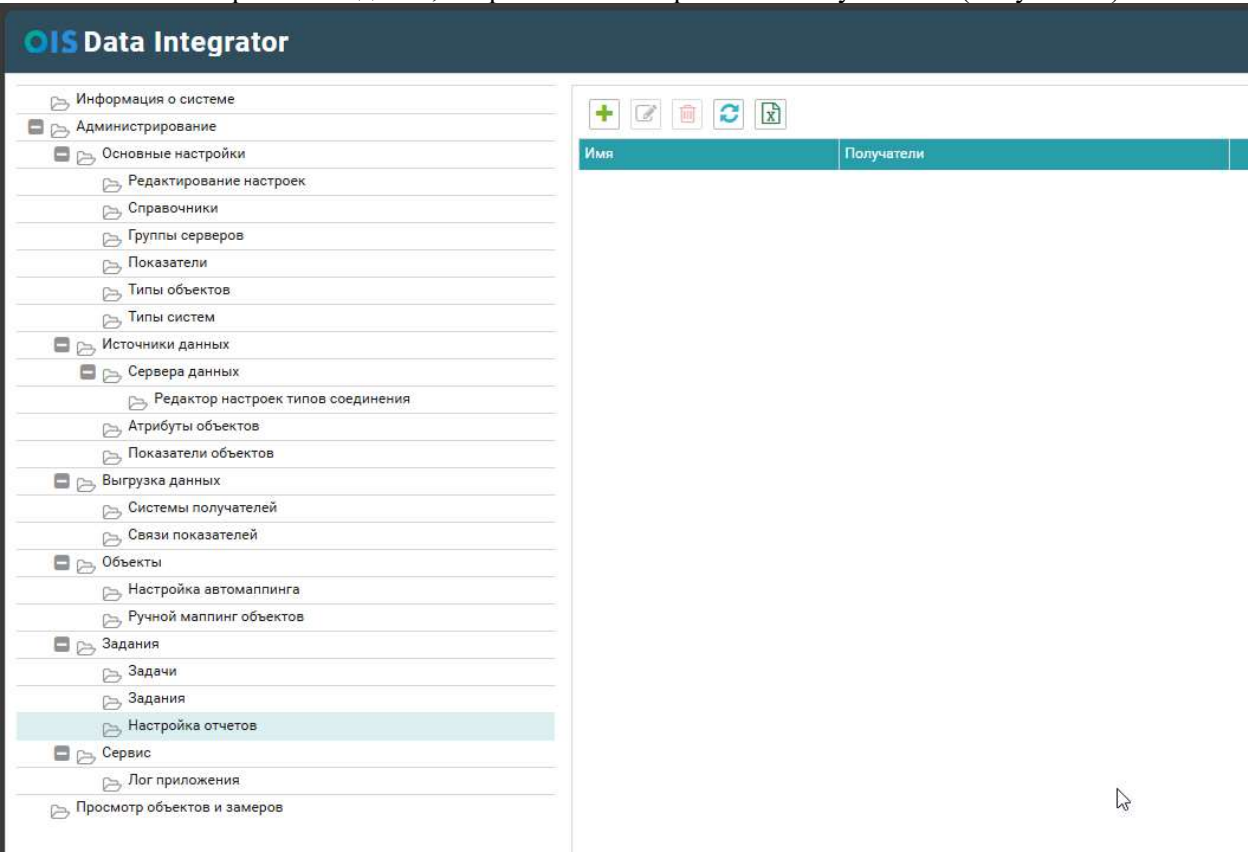 OIS Data Integrator
Информация о системе
Администрирование
Основные настройки
Редактирование настроек
Справочники
Группы серверов
Показатели
Типы объектов
Типы систем
Источники данных
Сервера данных
Редактор настроек типов соединения
Атрибуты объектов
Показатели объектов
Выгрузка данных
Системы получателей
Связи показателей
Объекты
Настройка автомаппинга
Ручной маппинг объектов
Задания
Задачи
Задания
Настройка отчетов
Сервис
Лог приложения
Просмотр объектов и замеров
Имя Получатели